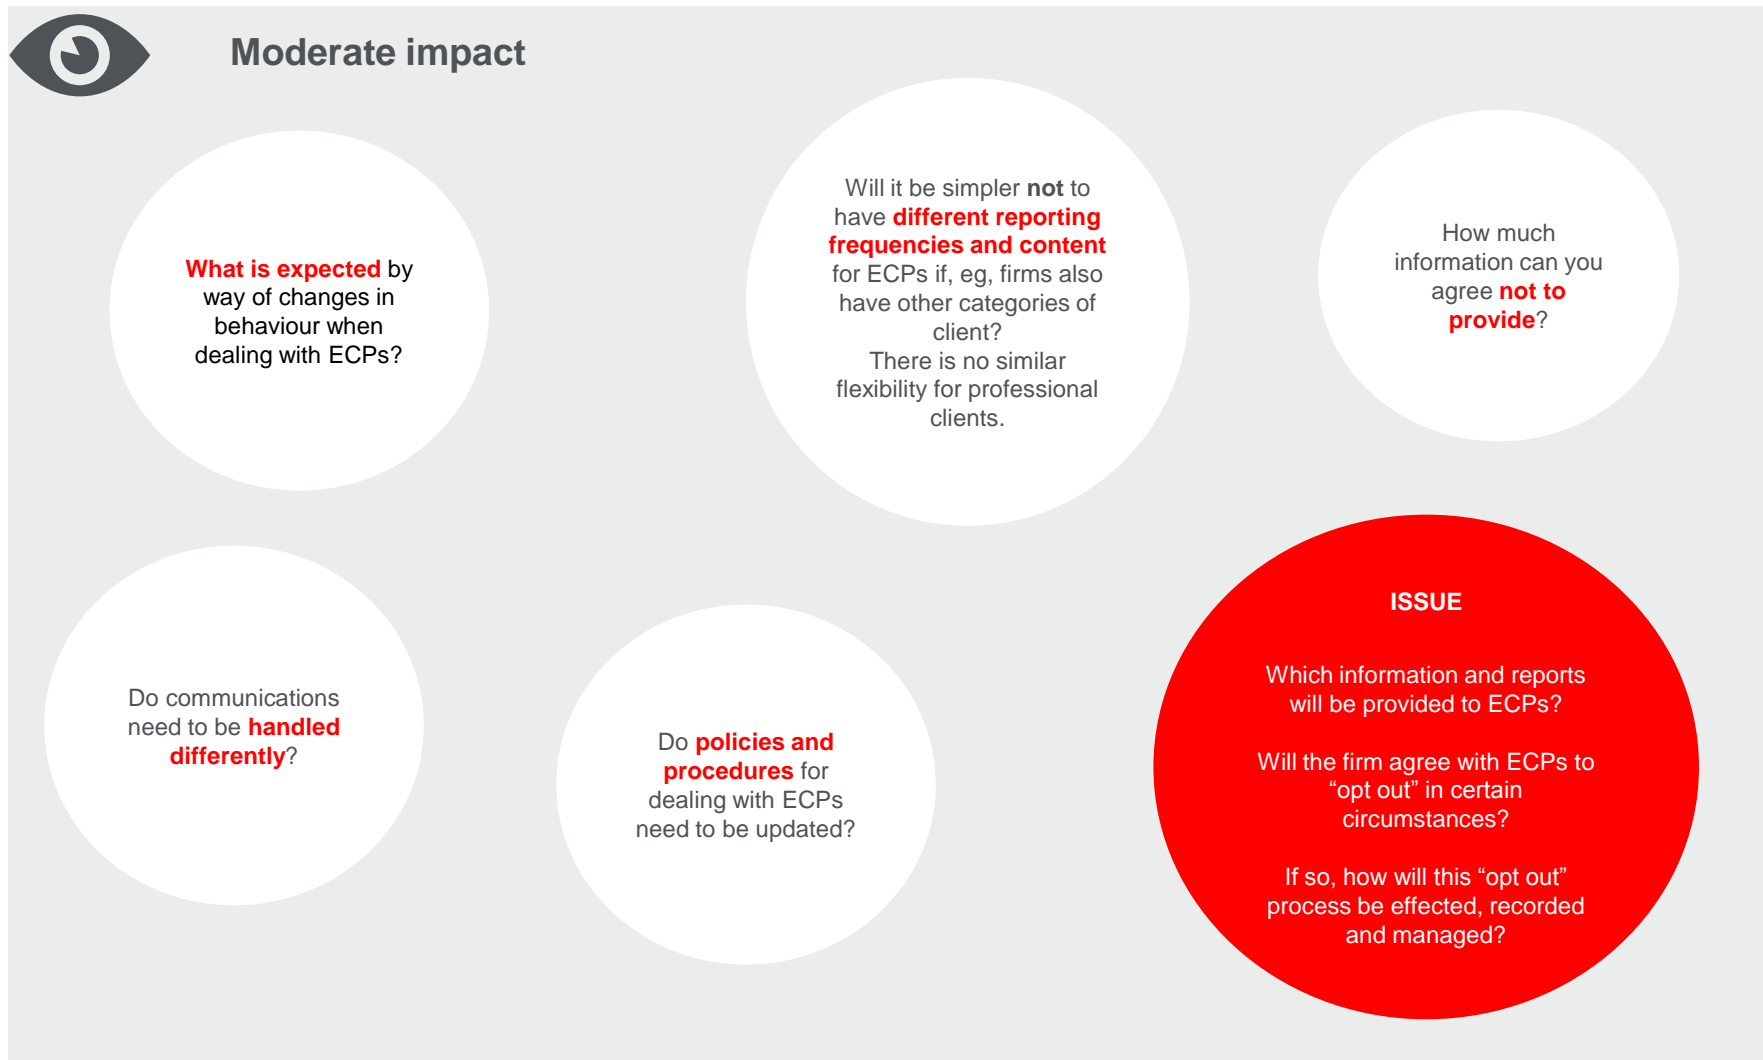 Moderate impact
What is expected by
way of changes in
behaviour when
dealing with ECPs?
Will it be simpler not to
have different reporting
frequencies and content
for ECPs if, eg, firms also
have other categories of
client?
There is no similar
flexibility for professional
clients.
How much
information can you
agree not to
provide?
Do communications
need to be handled
differently?
Do policies and
procedures for
dealing with ECPs
need to be updated?
ISSUE
Which information and reports
will be provided to ECPs?
Will the firm agree with ECPs to
“opt out” in certain
circumstances?
If so, how will this “opt out”
process be effected, recorded
and managed?